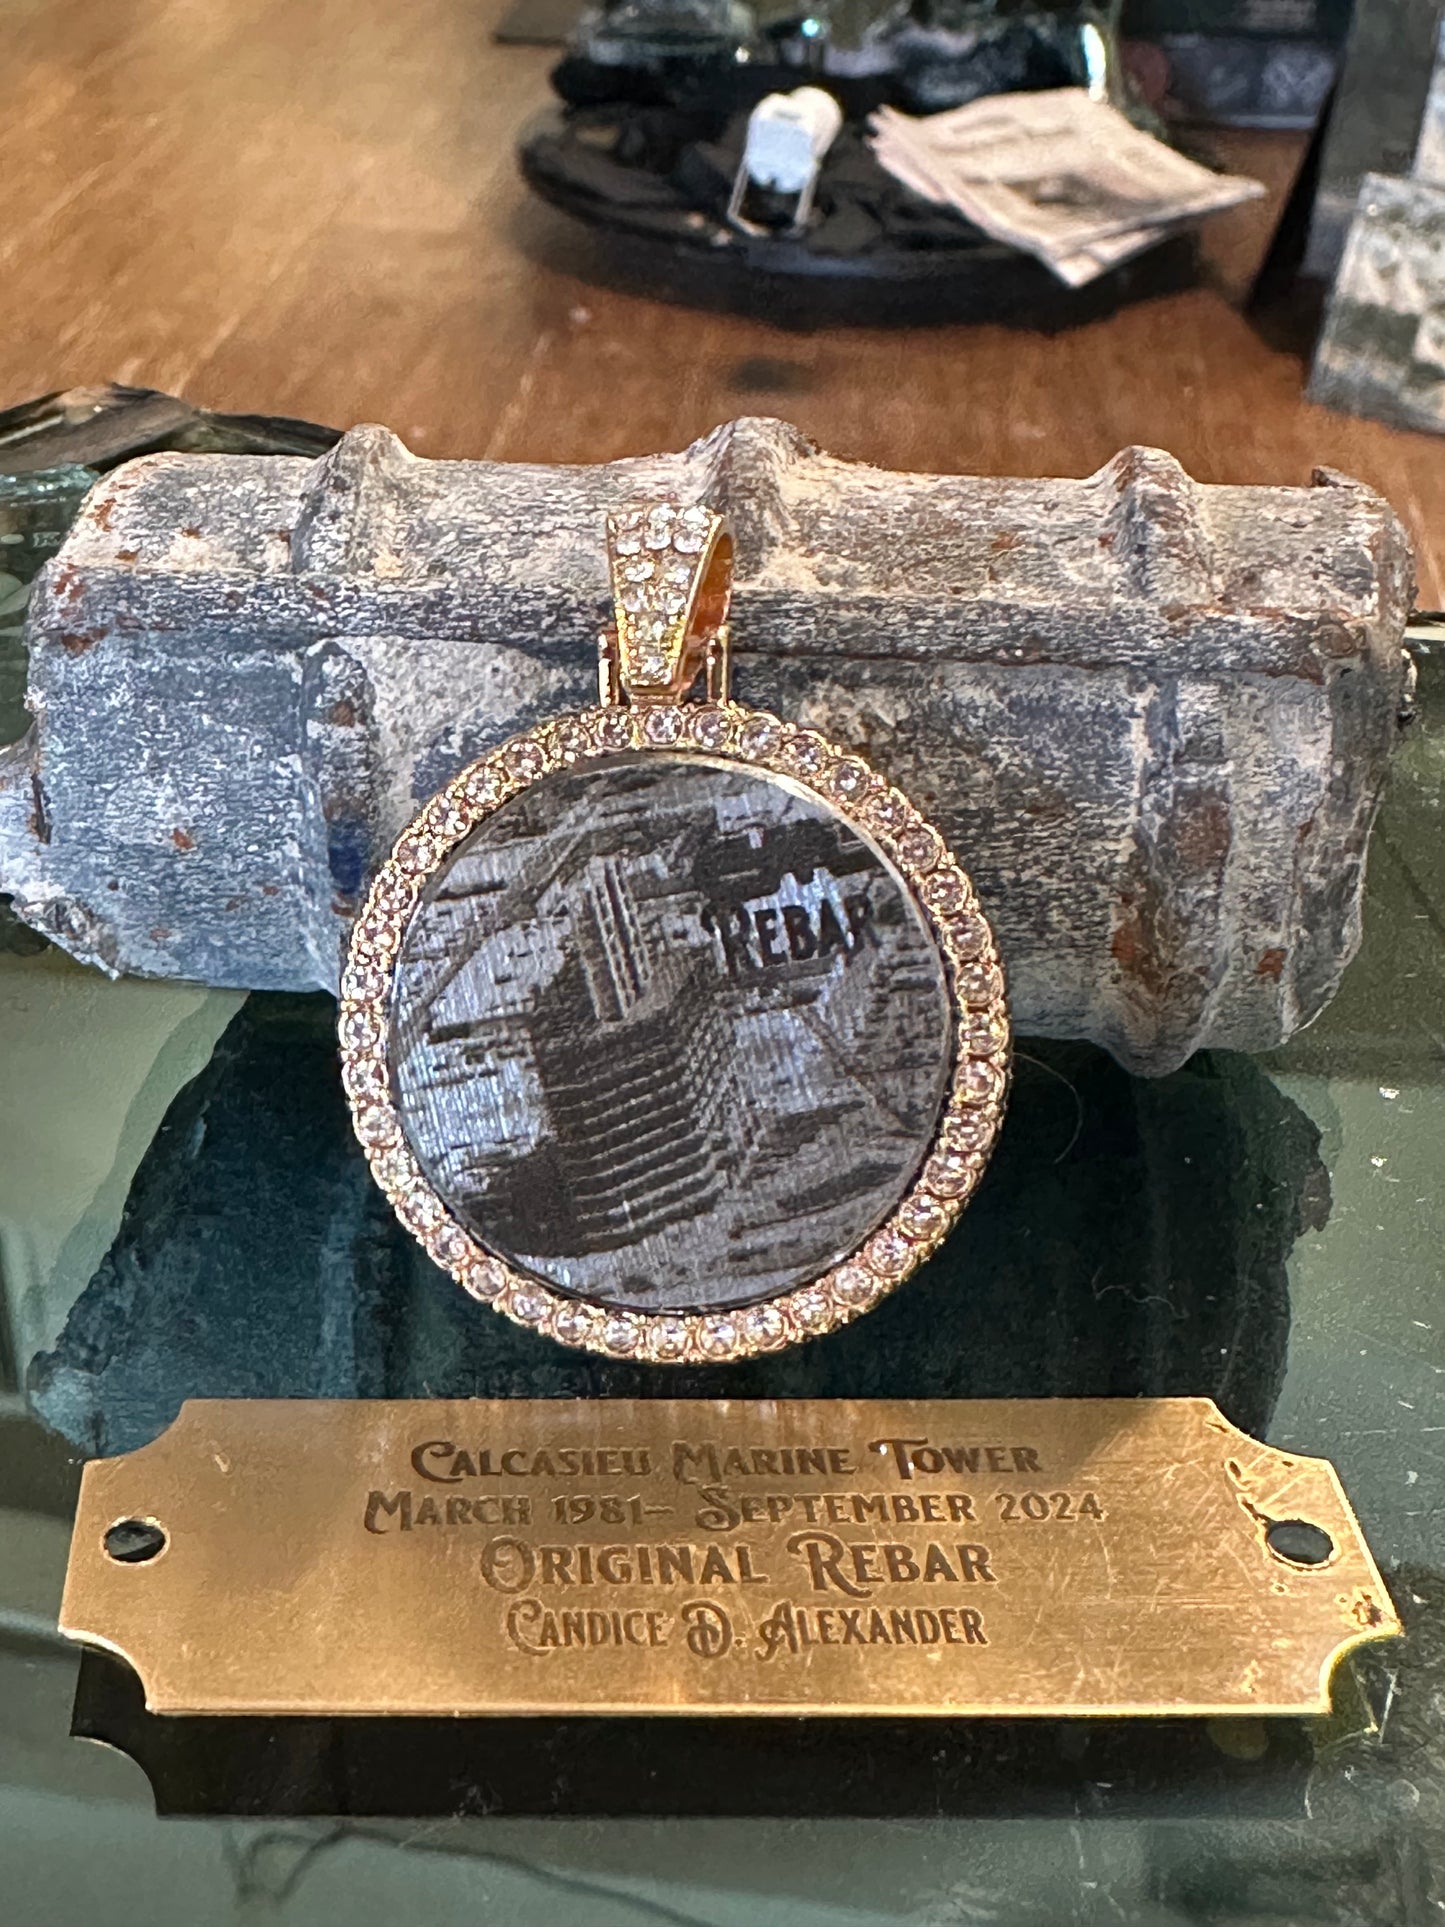 REBAR
CALCASIEU MARINE TOWER
MARCH 1981– SEPTEMBER 2024
ORIGINAL REBAR
CANDICE D. ALEXANDER